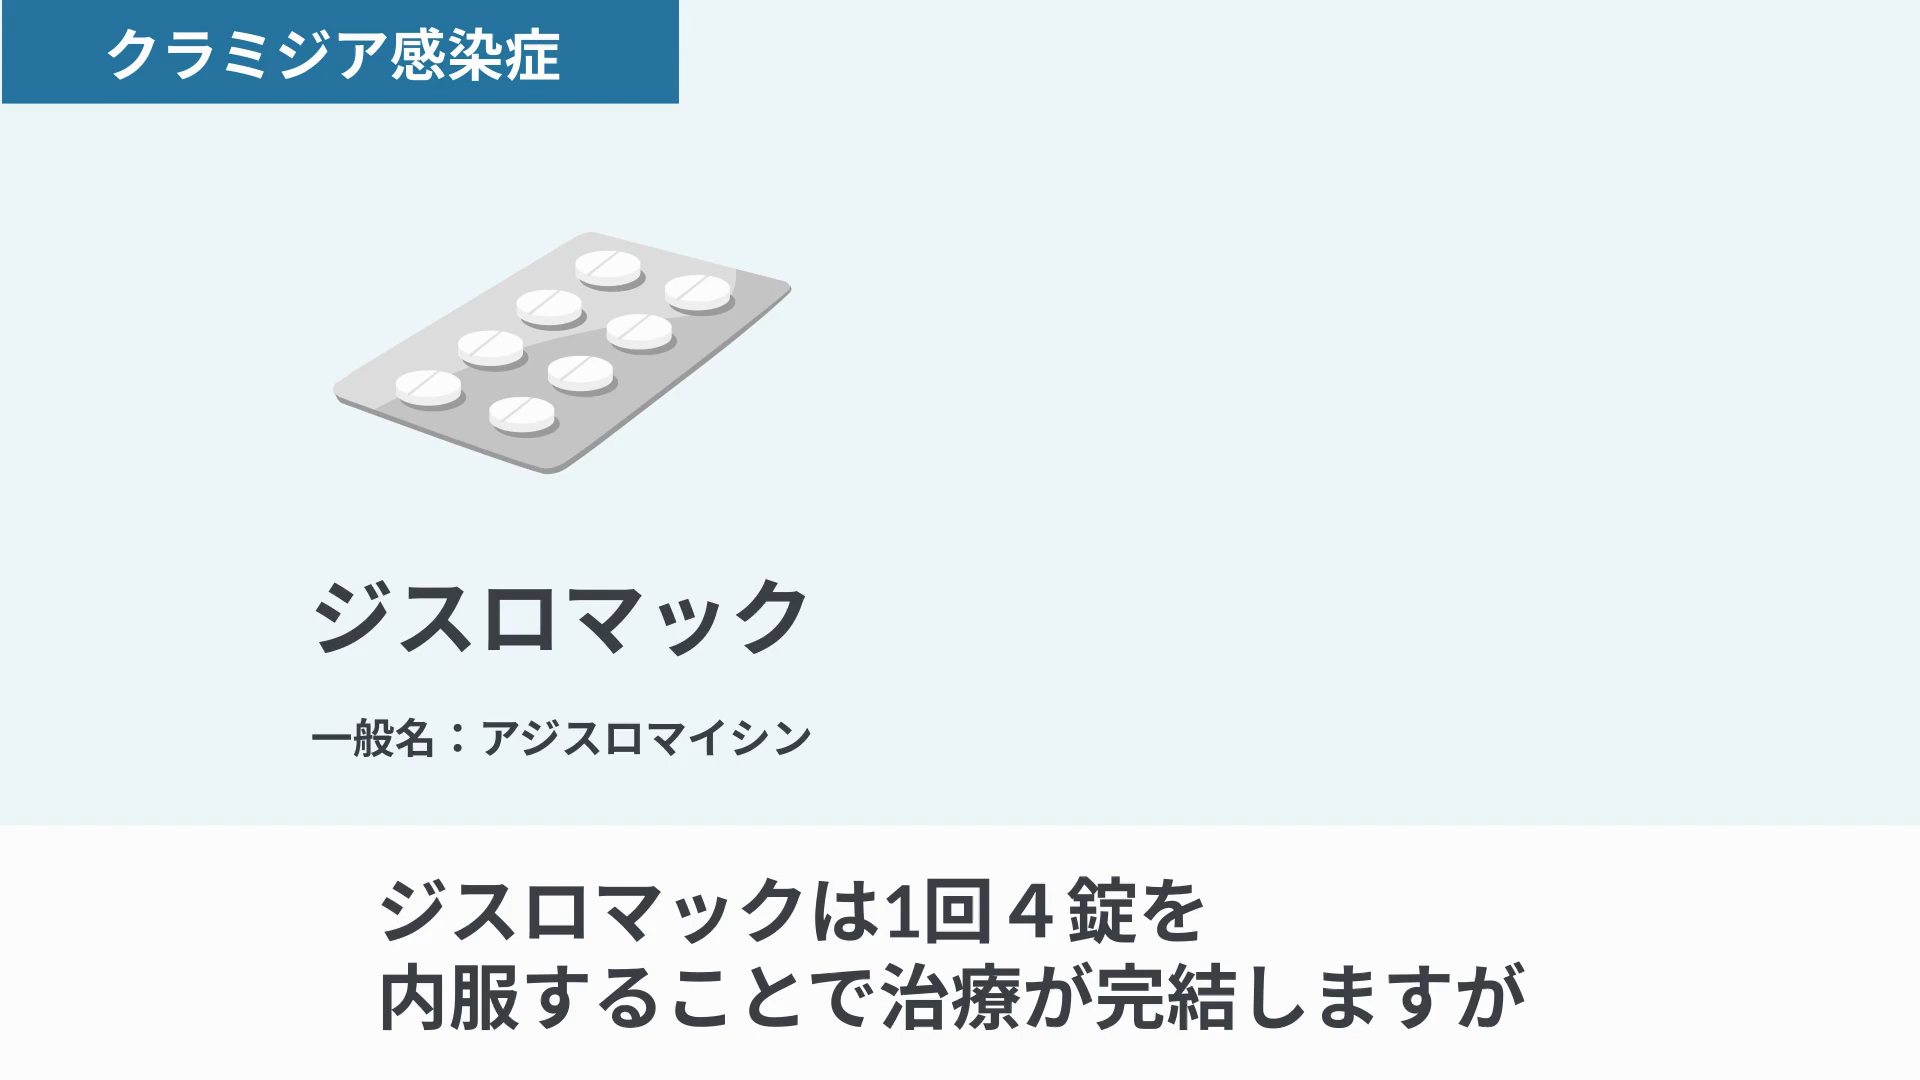 クラミジア感染症
ジスロマック
一般名：アジスロマイシン
ジスロマックは1回４錠を
内服することで治療が完結しますが